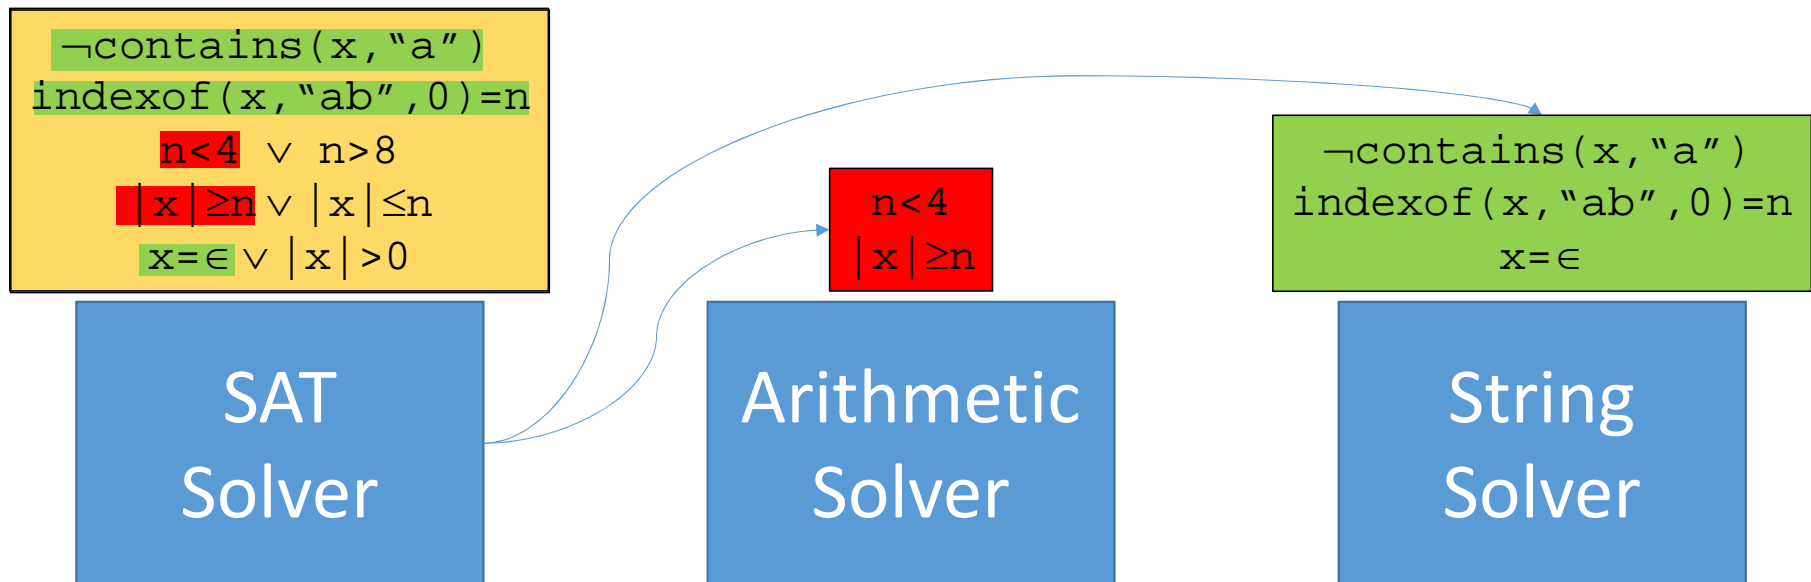 ¬contains(x,“a”)
indexof(x,“ab”,0)=n
n<4 ∨ n>8
|x|≥n ∨ |x|≤n
x=∈ ∨ |x|>0
SAT
Solver
n<4
|x|≥n
Arithmetic
Solver
¬contains(x,“a”)
indexof(x,“ab”,0)=n
x=∈
String
Solver